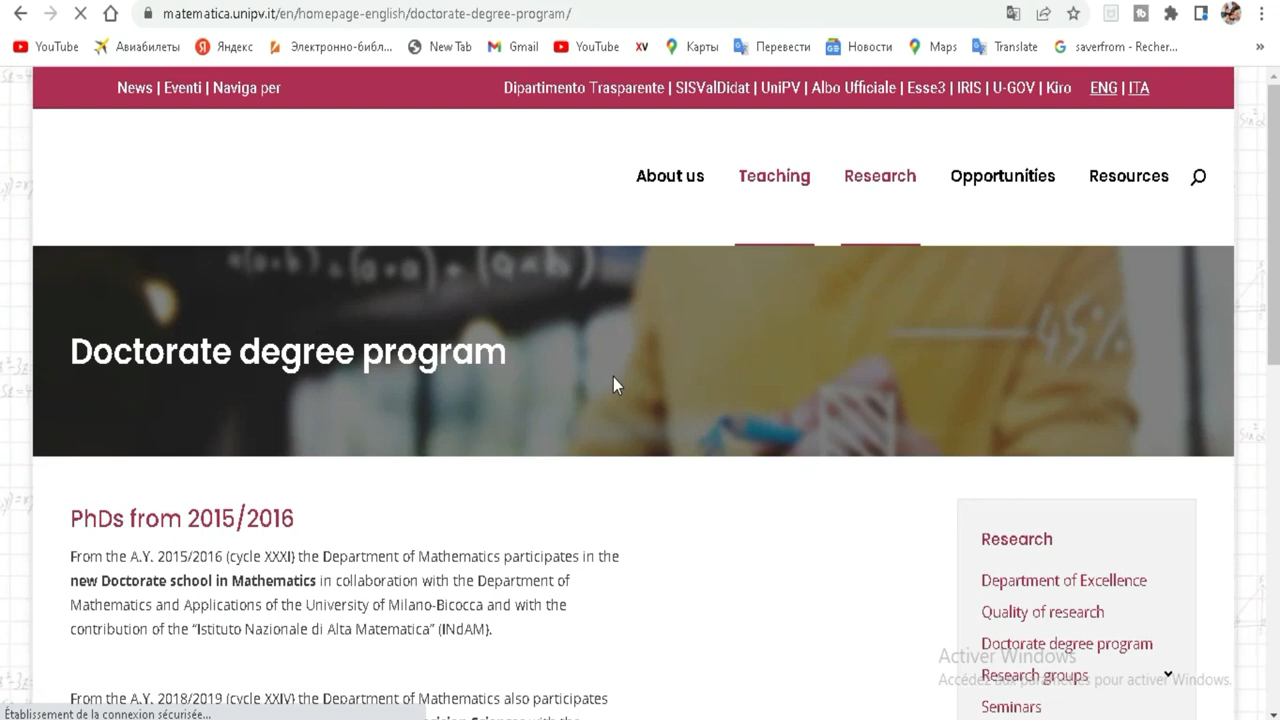 matematica.unipv.it/en/homepage-english/doctorate-degree-program/
YouTube Авиабилеты Яндекс Электронно-библ... New Tab Gmail YouTube XV Карты Перевести Новости Maps Translate saverfrom - Recher... »
News | Eventi | Naviga per Dipartimento Trasparente | SISValDidat | UniPV | Albo Ufficiale | Esse3 | IRIS | U-GOV | Kiro ENG | ITA
About us Teaching Research Opportunities Resources
45%
Doctorate degree program
PhDs from 2015/2016
From the A.Y. 2015/2016 (cycle XXXI) the Department of Mathematics participates in the
new Doctorate school in Mathematics in collaboration with the Department of
Mathematics and Applications of the University of Milano-Bicocca and with the
contribution of the “Istituto Nazionale di Alta Matematica” (INdAM).
From the A.Y. 2018/2019 (cycle XXIV) the Department of Mathematics also participates
Research
Department of Excellence
Quality of research
Doctorate degree program
Research groups
Seminars
Activer Windows
Accédez aux paramètres pour activer Windows.
Établissement de la connexion sécurisée...